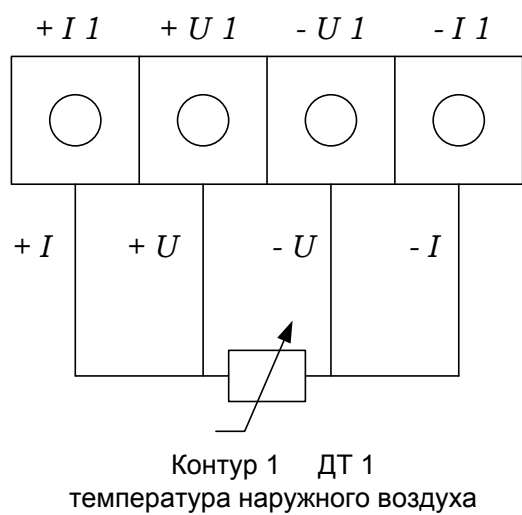 + I 1 + U 1 - U 1 - I 1
+ I + U - U - I
Контур 1 ДТ 1
температура наружного воздуха